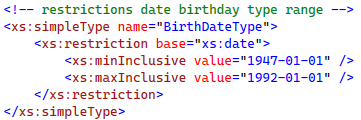 <!-- restrictions date birthday type range -->
<xs:simpleType name="BirthDateType">
<xs:restriction base="xs:date">
<xs:minInclusive value="1947-01-01" />
<xs:maxInclusive value="1992-01-01" />
</xs:restriction>
</xs:simpleType>